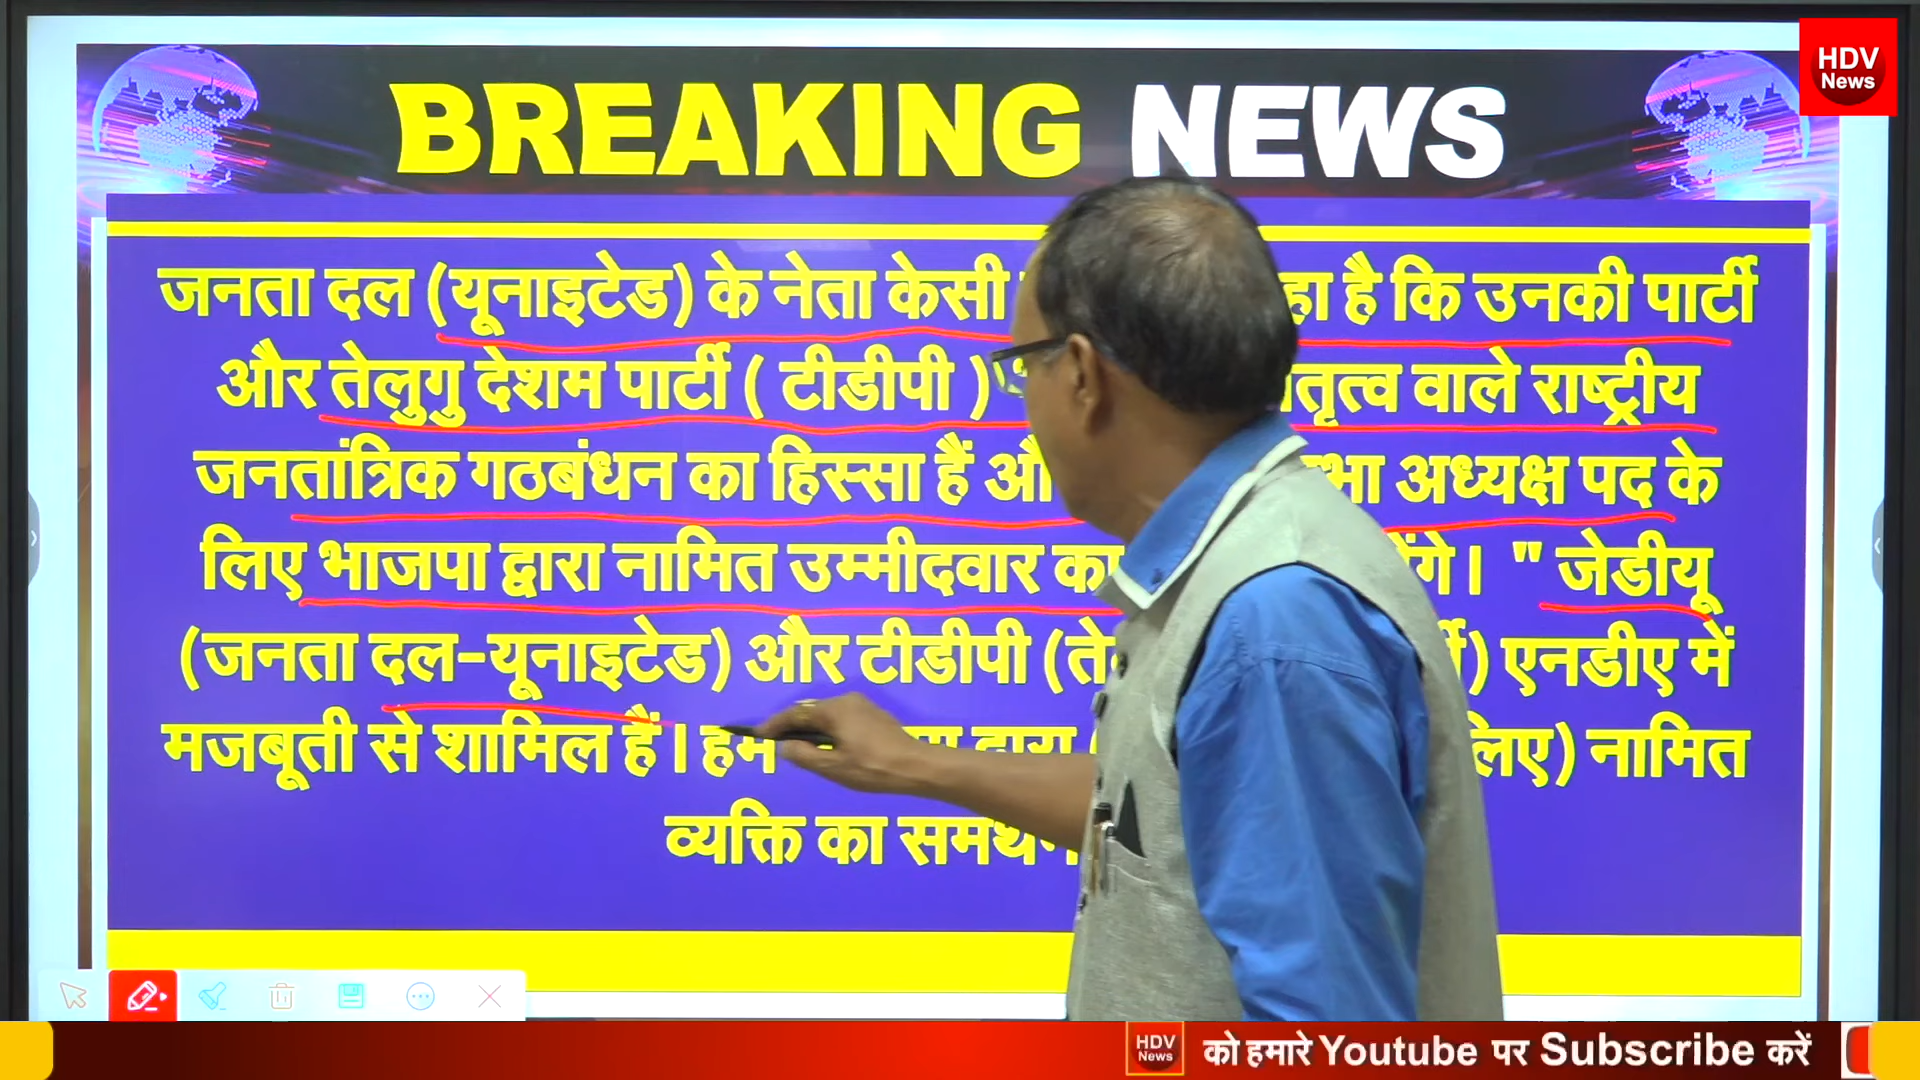 HDV
News
BREAKING NEWS
जनता दल (यूनाइटेड) के नेता केसी है कि उनकी पार्टी
और तेलुगु देशम पार्टी ( टीडीपी ) वाले राष्ट्रीय
जनतांत्रिक गठबंधन का हिस्सा हैं अध्यक्ष पद के
लिए भाजपा द्वारा नामित उम्मीदवार का " जेडीयू
(जनता दल-यूनाइटेड) और टीडीपी एनडीए में
मजबूती से शामिल हैं। हम द्वारा लिए) नामित
व्यक्ति का
HDV
News
को हमारे Youtube पर Subscribe करें